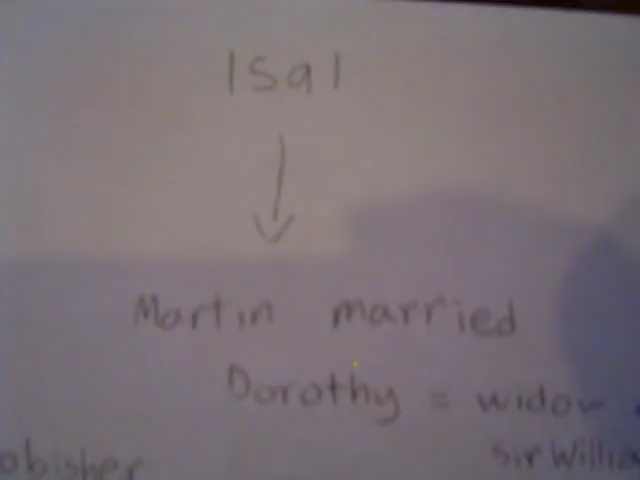 1591
Martin married
Dorothy = widow
obisher sir Willia